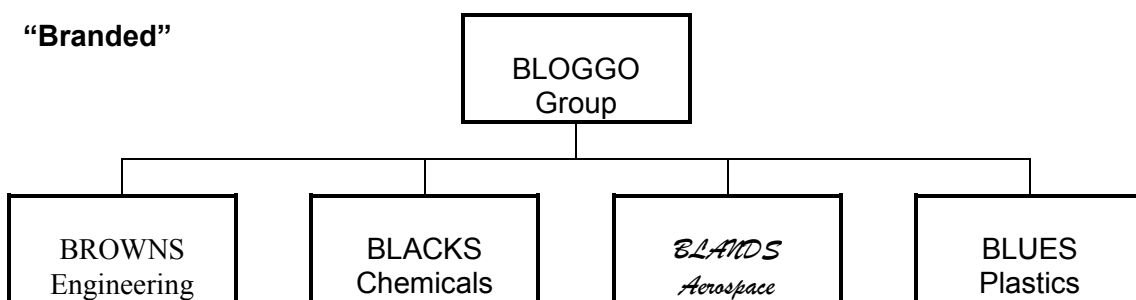 “Branded”
BLOGGO
Group
BROWNS
Engineering
BLACKS
Chemicals
BLANDS
Aerospace
BLUES
Plastics